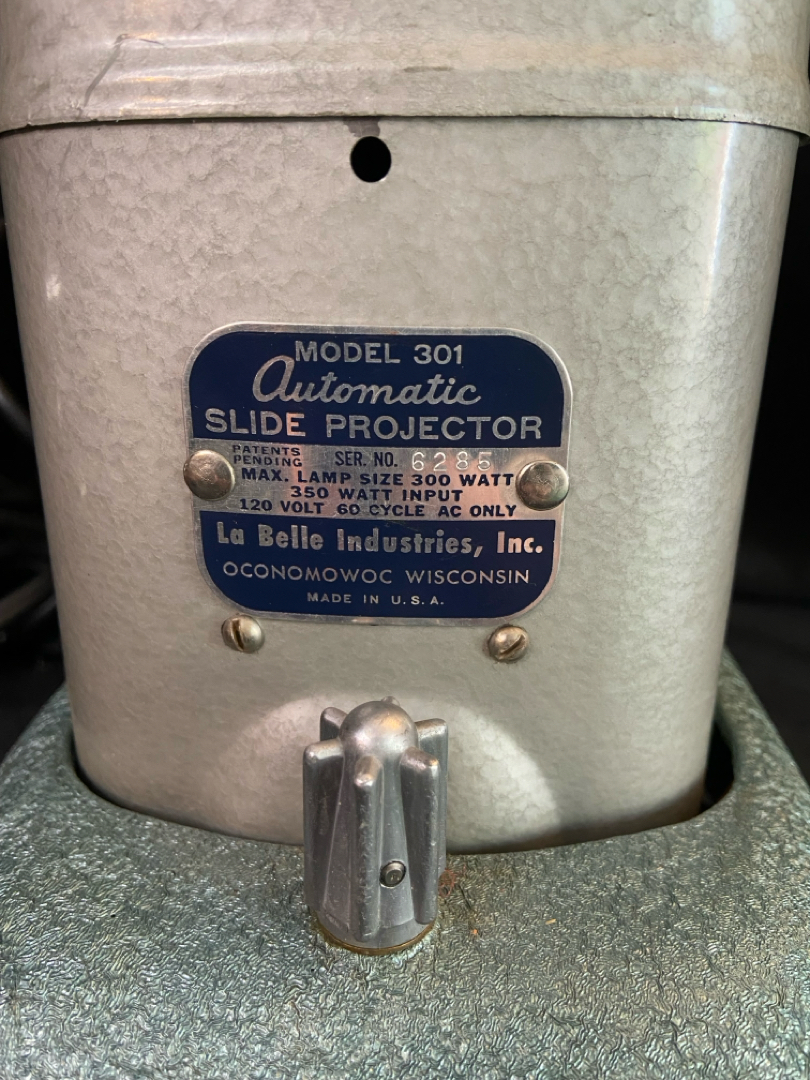 MODEL 301
Automatic
SLIDE PROJECTOR
PATENTS PENDING SER. NO. 6285
MAX. LAMP SIZE 300 WATT
350 WATT INPUT
120 VOLT 60 CYCLE AC ONLY
La Belle Industries, Inc.
OCONOMOWOC WISCONSIN
MADE IN U.S.A.